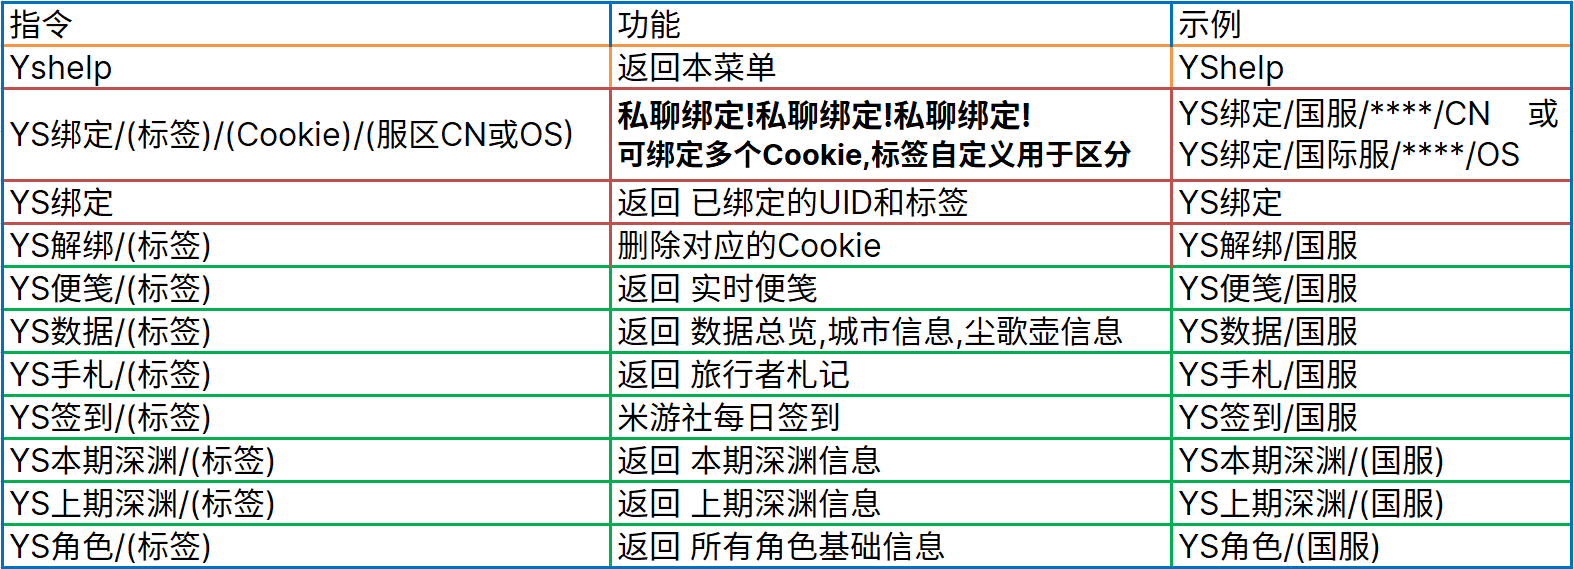 指令 功能 示例
Yshelp 返回本菜单 YShelp
YS绑定/(标签)/(Cookie)/(服区CN或OS) 私聊绑定!私聊绑定!私聊绑定! YS绑定/国服/****/CN 或
可绑定多个Cookie,标签自定义用于区分 YS绑定/国际服/****/OS
YS绑定 返回 已绑定的UID和标签 YS绑定
YS解绑/(标签) 删除对应的Cookie YS解绑/国服
YS便笺/(标签) 返回 实时便笺 YS便笺/国服
YS数据/(标签) 返回 数据总览,城市信息,尘歌壶信息 YS数据/国服
YS手札/(标签) 返回 旅行者札记 YS手札/国服
YS签到/(标签) 米游社每日签到 YS签到/国服
YS本期深渊/(标签) 返回 本期深渊信息 YS本期深渊/(国服)
YS上期深渊/(标签) 返回 上期深渊信息 YS上期深渊/(国服)
YS角色/(标签) 返回 所有角色基础信息 YS角色/(国服)